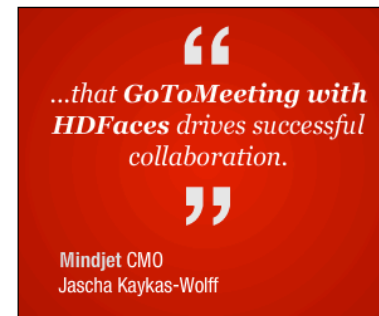 “
...that GoToMeeting with
HDFaces drives successful
collaboration.
”
Mindjet CMO
Jascha Kaykas-Wolff